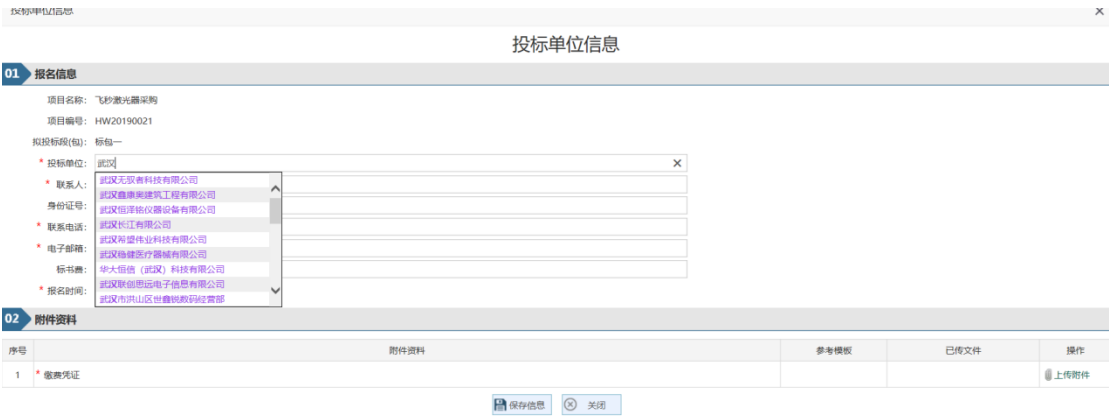 投标单位信息
投标单位信息
01 报名信息
项目名称: 飞秒激光器采购
项目编号: HW20190021
拟投标段(包): 标包一
* 投标单位: 武汉
* 联系人:
身份证号:
* 联系电话:
* 电子邮箱:
标书费:
* 报名时间:
武汉无驭者科技有限公司
武汉鑫康奥建筑工程有限公司
武汉恒泽铭仪器设备有限公司
武汉长江有限公司
武汉希望伟业科技有限公司
武汉稳健医疗器械有限公司
华大恒信（武汉）科技有限公司
武汉联创思远电子信息有限公司
武汉市洪山区世鑫锐数码经营部
02 附件资料
序号 附件资料 参考模板 已传文件 操作
1 * 缴费凭证 上传附件
保存信息 关闭